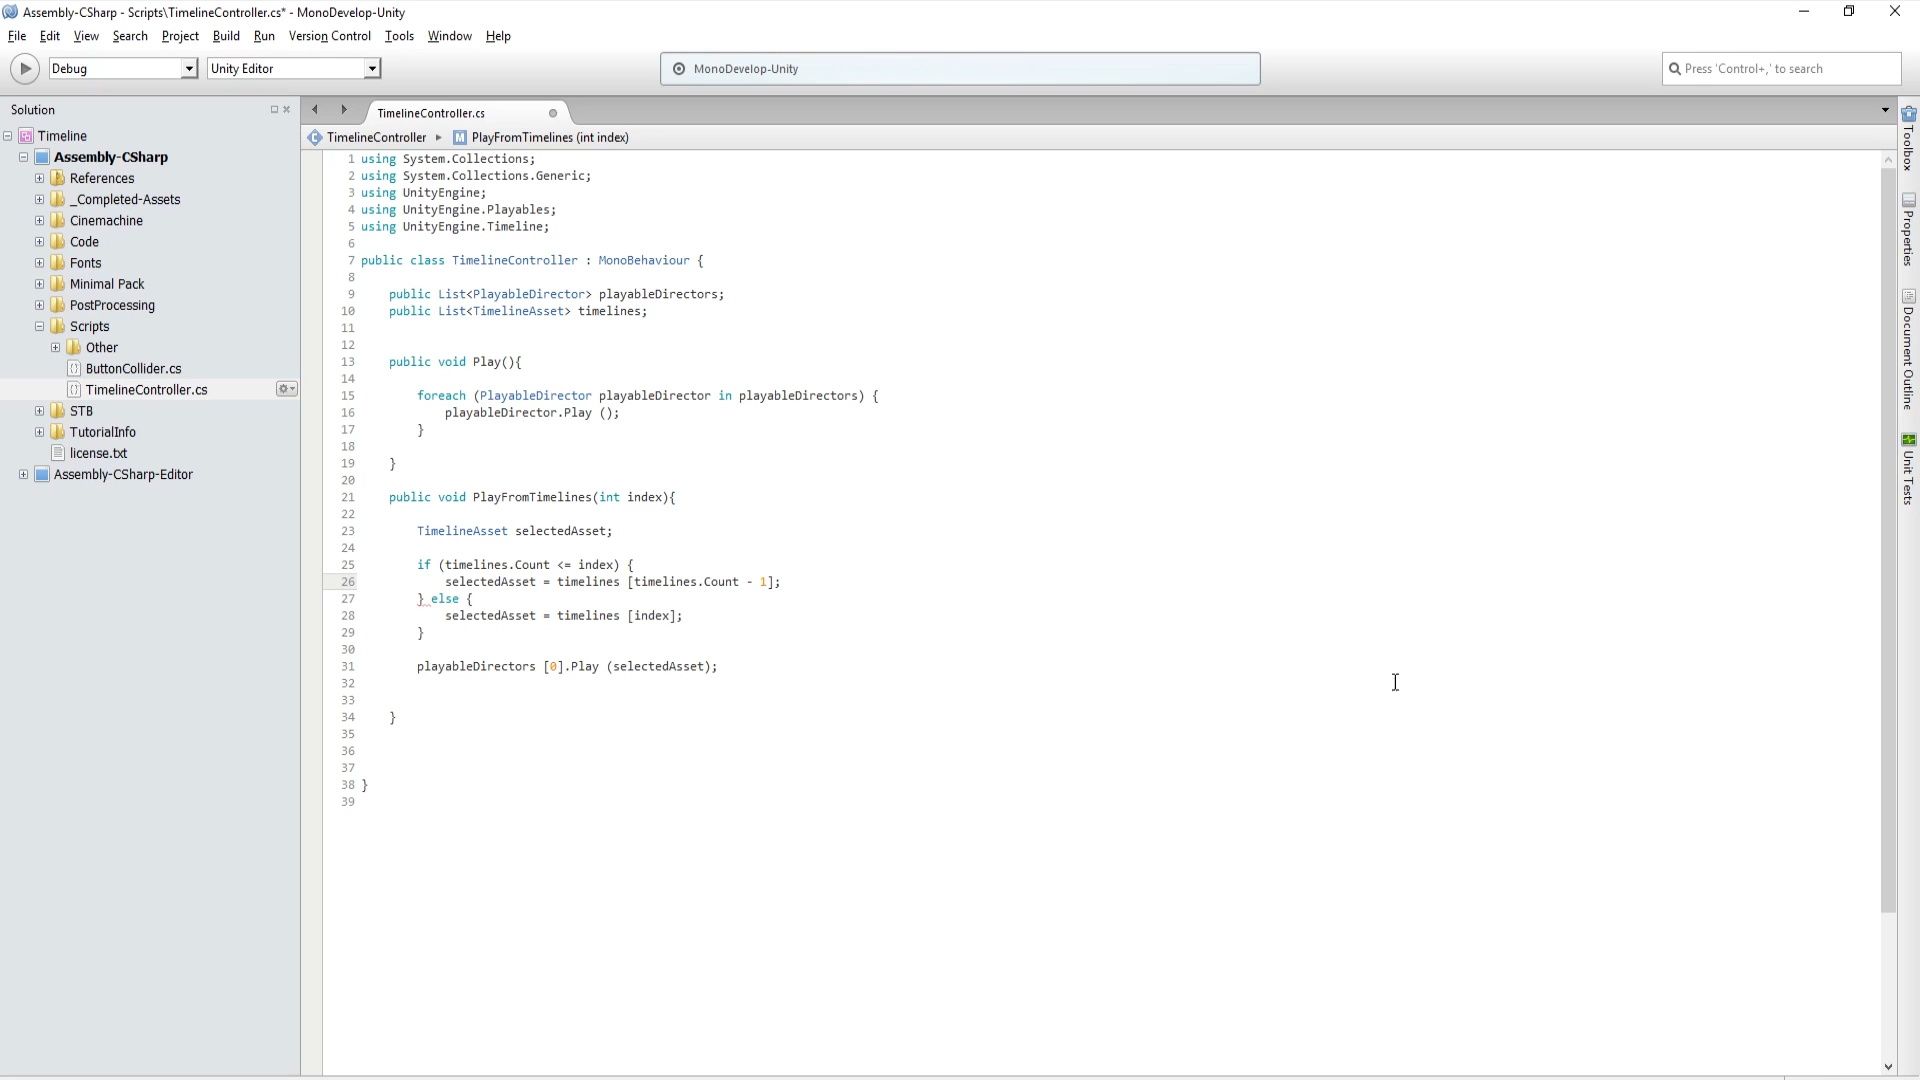 Assembly-CSharp - Scripts\TimelineController.cs* - MonoDevelop-Unity
File Edit View Search Project Build Run Version Control Tools Window Help
Debug Unity Editor MonoDevelop-Unity Press 'Control+,' to search
Solution
Timeline
Assembly-CSharp
References
_Completed-Assets
Cinemachine
Code
Fonts
Minimal Pack
PostProcessing
Scripts
Other
ButtonCollider.cs
TimelineController.cs
STB
TutorialInfo
license.txt
Assembly-CSharp-Editor
TimelineController.cs
TimelineController PlayFromTimelines (int index)
1 using System.Collections;
2 using System.Collections.Generic;
3 using UnityEngine;
4 using UnityEngine.Playables;
5 using UnityEngine.Timeline;
6
7 public class TimelineController : MonoBehaviour {
8
9 public List<PlayableDirector> playableDirectors;
10 public List<TimelineAsset> timelines;
11
12
13 public void Play(){
14
15 foreach (PlayableDirector playableDirector in playableDirectors) {
16 playableDirector.Play ();
17 }
18
19 }
20
21 public void PlayFromTimelines(int index){
22
23 TimelineAsset selectedAsset;
24
25 if (timelines.Count <= index) {
26 selectedAsset = timelines [timelines.Count - 1];
27 } else {
28 selectedAsset = timelines [index];
29 }
30
31 playableDirectors [0].Play (selectedAsset);
32
33
34 }
35
36
37
38 }
39
Toolbox
Properties
Document Outline
Unit Tests